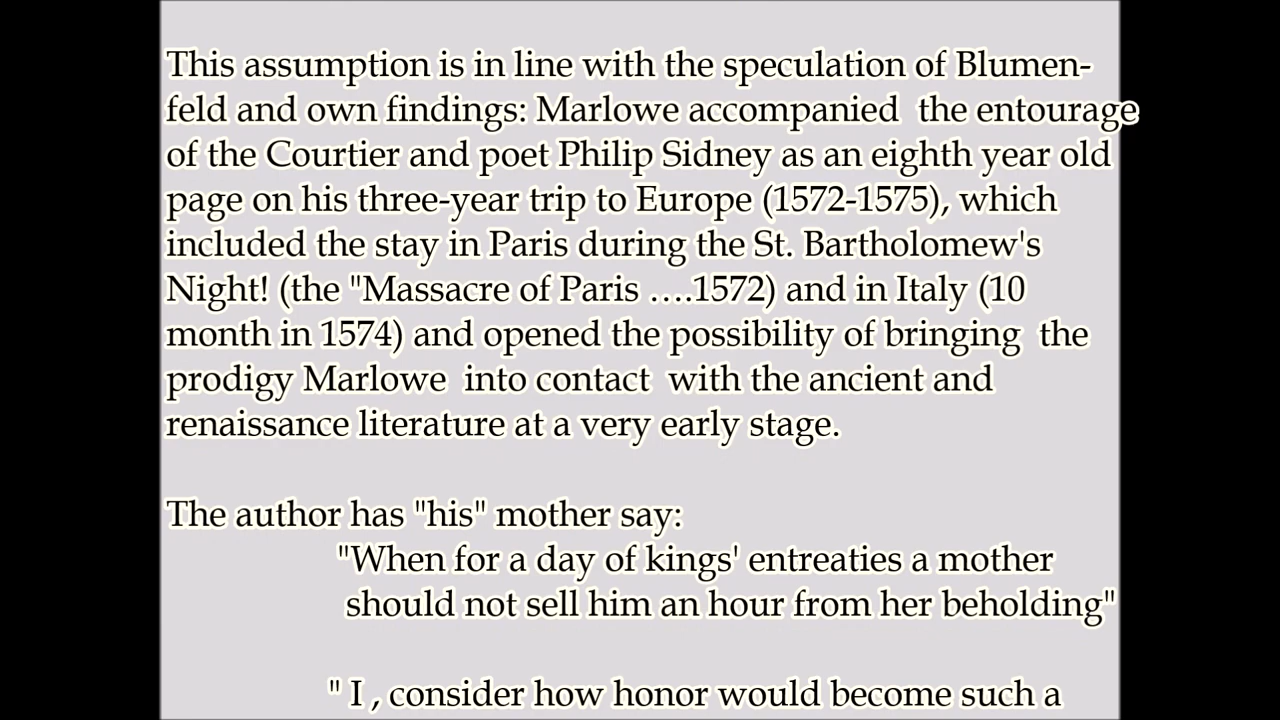 This assumption is in line with the speculation of Blumen-
feld and own findings: Marlowe accompanied  the entourage
of the Courtier and poet Philip Sidney as an eighth year old
page on his three-year trip to Europe (1572-1575), which
included the stay in Paris during the St. Bartholomew's
Night! (the "Massacre of Paris ….1572) and in Italy (10
month in 1574) and opened the possibility of bringing  the
prodigy Marlowe  into contact  with the ancient and
renaissance literature at a very early stage.
The author has "his" mother say:
"When for a day of kings' entreaties a mother
should not sell him an hour from her beholding"
" I , consider how honor would become such a